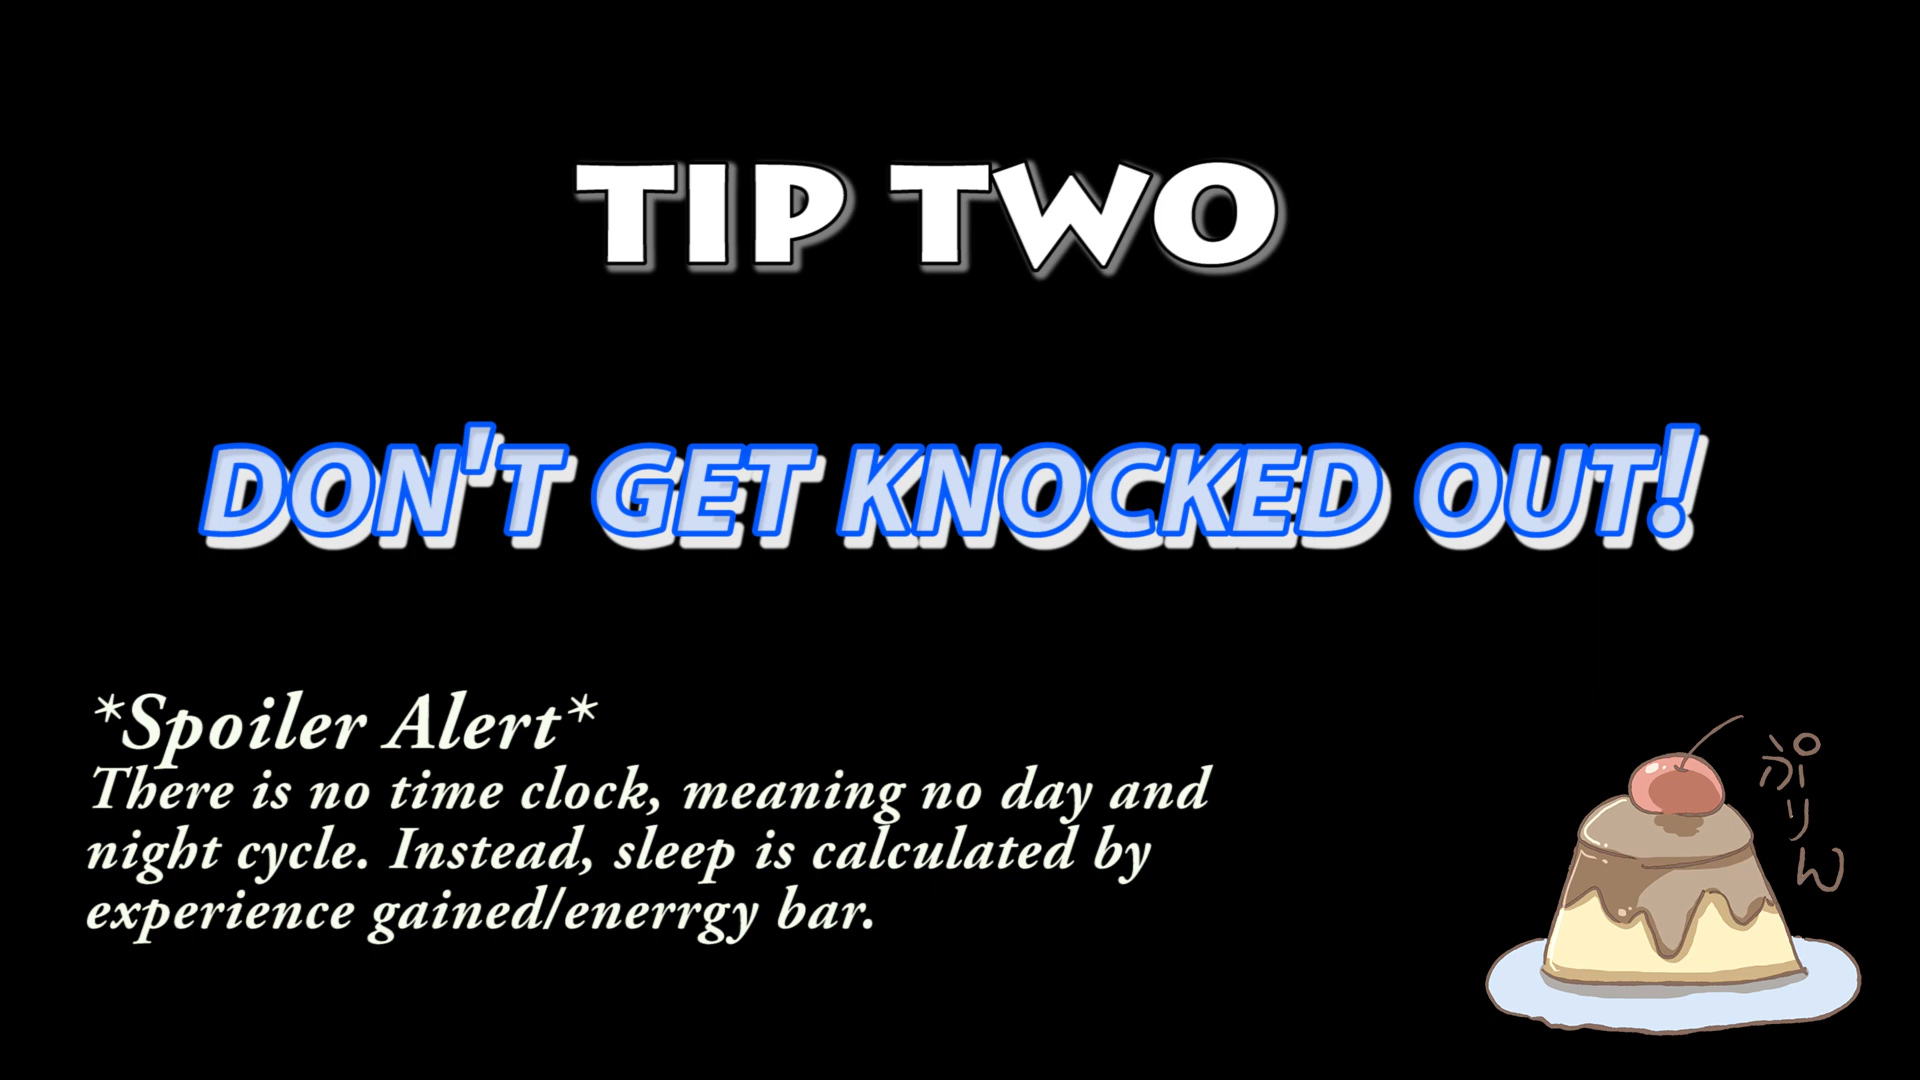 TIP TWO
DON'T GET KNOCKED OUT!
*Spoiler Alert*
There is no time clock, meaning no day and
night cycle. Instead, sleep is calculated by
experience gained/enerrgy bar.
ぷりん